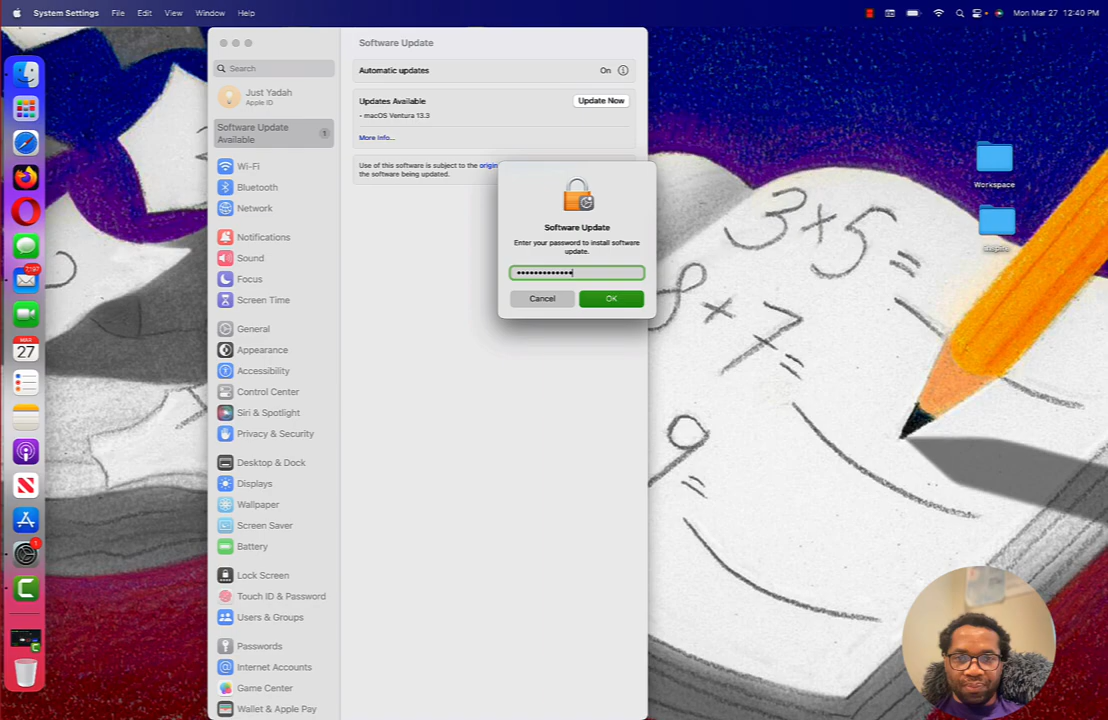 System Settings File Edit View Window Help
Mon Mar 27 12:40 PM
Software Update
Search
Automatic updates On
Just Yadah
Apple ID
Updates Available Update Now
• macOS Ventura 13.3
More info...
Software Update
Available 1
Use of this software is subject to the
the software being updated.
Wi-Fi
Bluetooth
Network
Notifications
Sound
Focus
Screen Time
General
Appearance
Accessibility
Control Center
Siri & Spotlight
Privacy & Security
Desktop & Dock
Displays
Wallpaper
Screen Saver
Battery
Lock Screen
Touch ID & Password
Users & Groups
Passwords
Internet Accounts
Game Center
Wallet & Apple Pay
Software Update
Enter your password to install software
update.
••••••••••••••
Cancel OK
Workspace
3x5=
8x7=
9
=
MAR
27
1